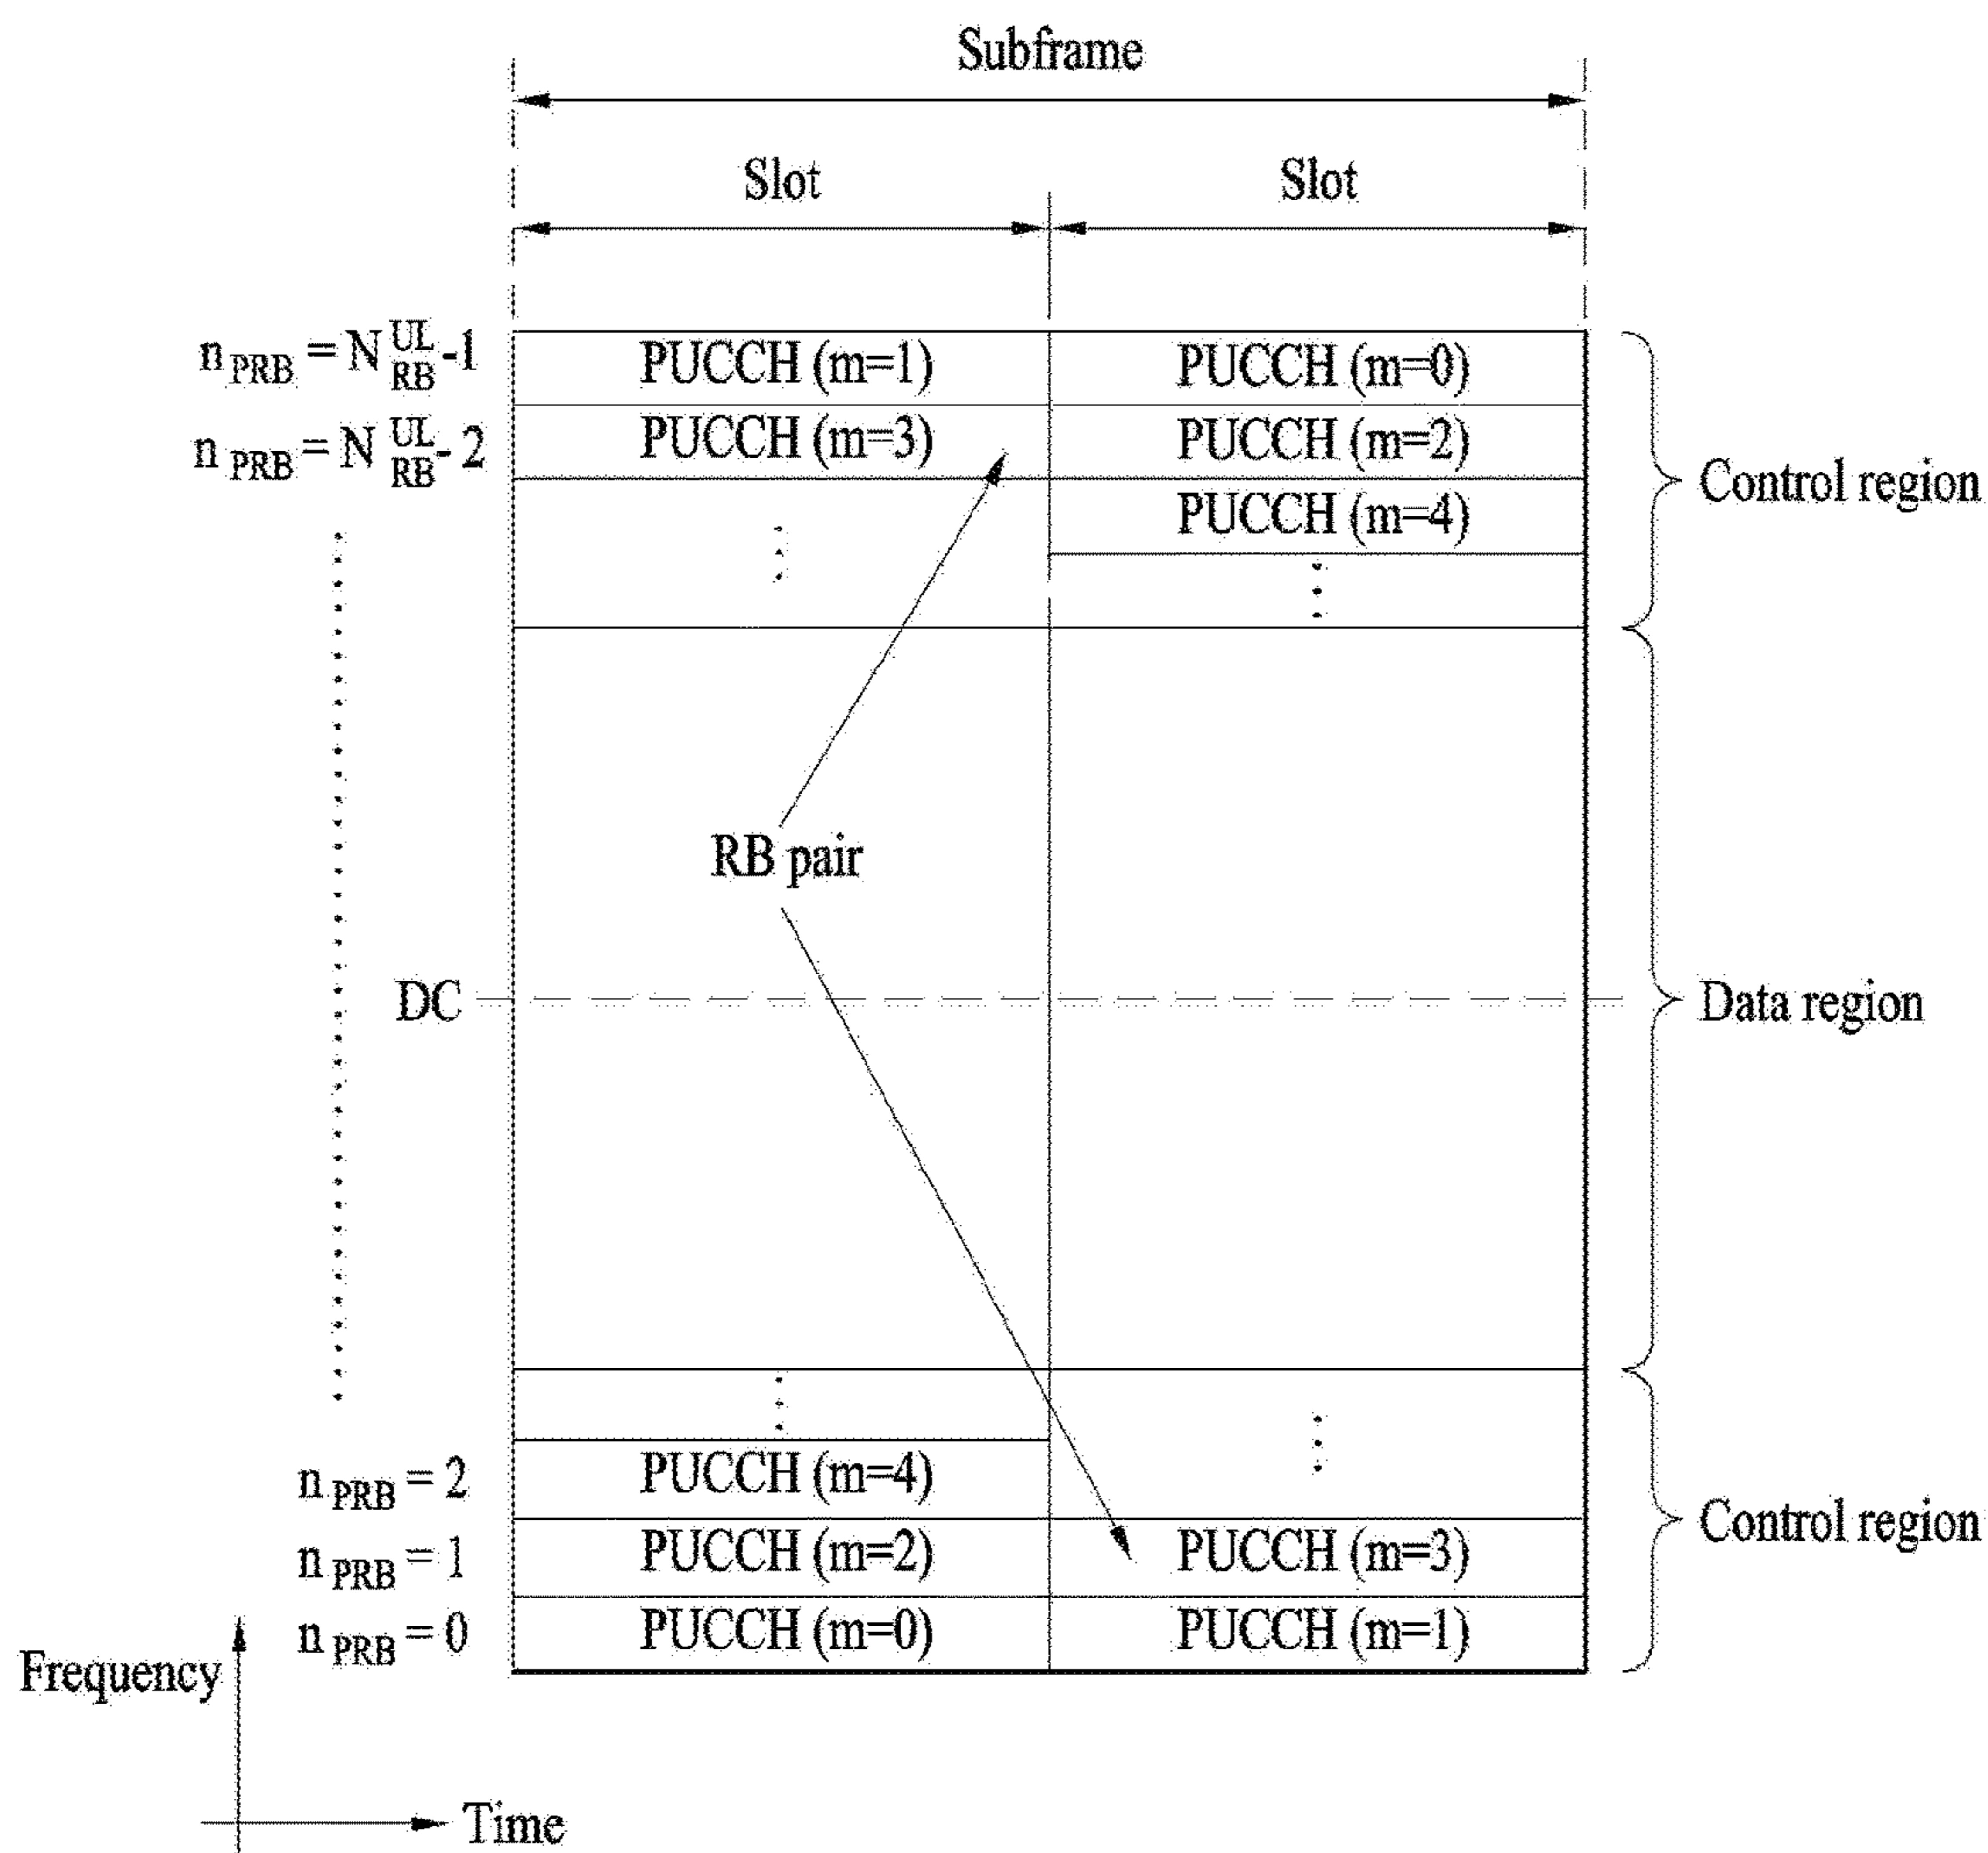 Subframe
Slot Slot
n PRB = N UL RB -1 PUCCH (m=1) PUCCH (m=0)
n PRB = N UL RB - 2 PUCCH (m=3) PUCCH (m=2)
PUCCH (m=4)
Control region
RB pair
DC
Data region
n PRB = 2 PUCCH (m=4)
n PRB = 1 PUCCH (m=2) PUCCH (m=3)
Control region
n PRB = 0 PUCCH (m=0) PUCCH (m=1)
Frequency
Time